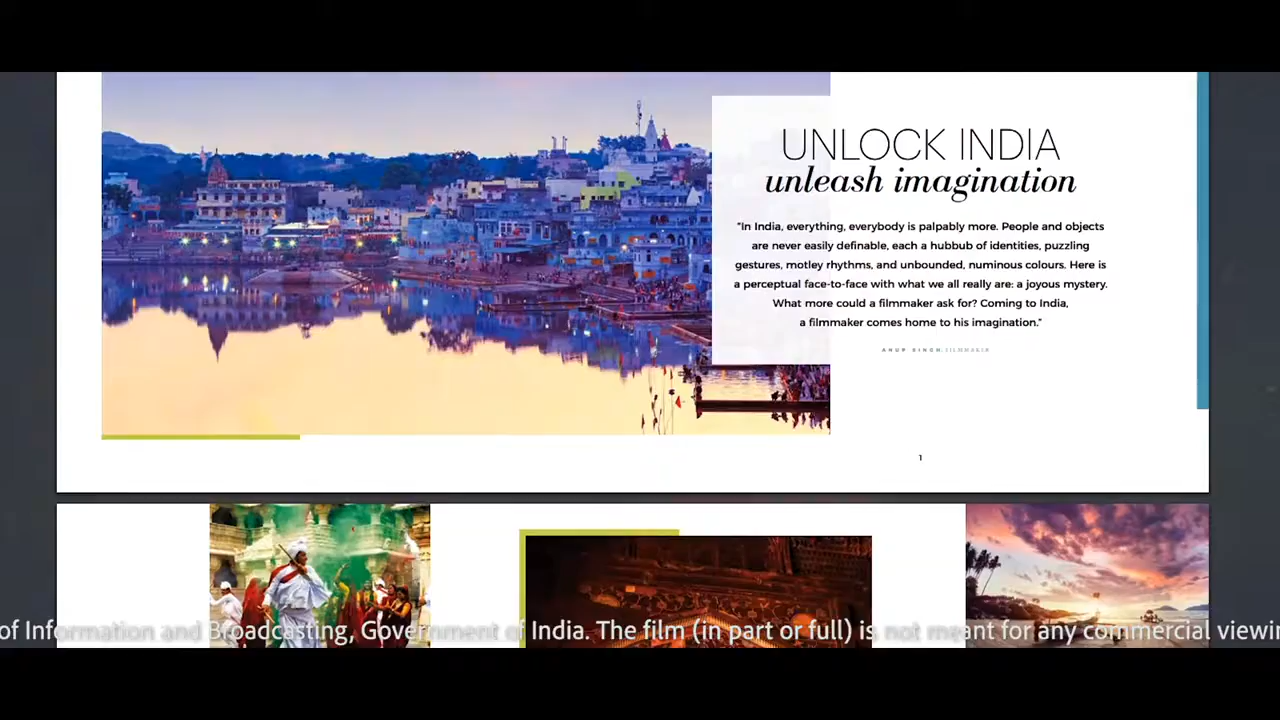 UNLOCK INDIA
unleash imagination
"In India, everything, everybody is palpably more. People and objects
are never easily definable, each a hubbub of identities, puzzling
gestures, motley rhythms, and unbounded, numinous colours. Here is
a perceptual face-to-face with what we all really are: a joyous mystery.
What more could a filmmaker ask for? Coming to India,
a filmmaker comes home to his imagination."
ANUP SINGH, FILMMAKER
1
of Information and Broadcasting, Government of India. The film (in part or full) is not meant for any commercial viewin